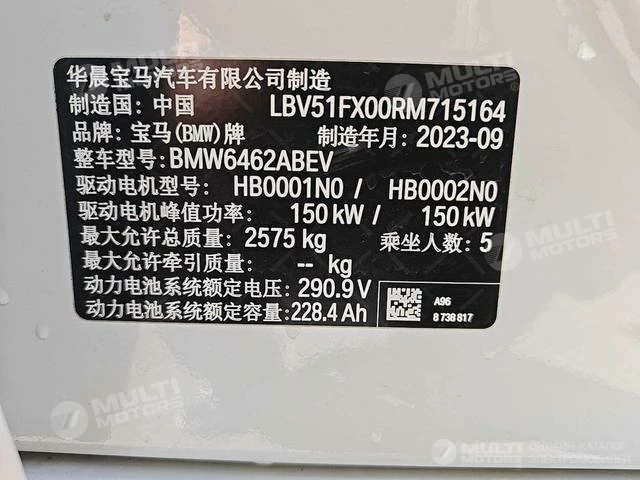 华晨宝马汽车有限公司制造
制造国: 中国 LBV51FX00RM715164
品牌: 宝马(BMW)牌 制造年月: 2023-09
整车型号: BMW6462ABEV
驱动电机型号: HB0001N0 / HB0002N0
驱动电机峰值功率: 150 kW / 150 kW
最大允许总质量: 2575 kg 乘坐人数: 5
最大允许牵引质量: -- kg
动力电池系统额定电压: 290.9 V
动力电池系统额定容量: 228.4 Ah
A96
8 738 817
MULTI MOTORS
MULTI MOTORS
MULTI MOTORS
MULTI MOTORS
MULTI MOTORS
ОНЛАЙН-КАТАЛОГ
ЭЛЕКТРОМОБИЛЕЙ